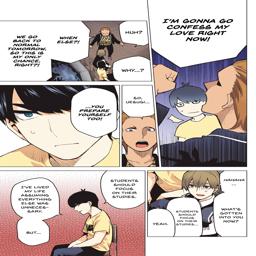 I'M GONNA GO
CONFESS MY
LOVE RIGHT
NOW!
HUH?
WHEN
ELSE?!
WE GO
BACK TO
NORMAL
TOMORROW,
SO THIS IS
MY ONLY
CHANCE,
RIGHT?!
WHY...?
SO,
UESUGI...
...YOU
PREPARE
YOURSELF
TOO!
HAHAHA
...
WHAT'S
GOTTEN
INTO YOU
NOW?
STUDENTS
SHOULD
FOCUS
ON THEIR
STUDIES.
YEAH.
STUDENTS
SHOULD
FOCUS
ON THEIR
STUDIES.
I'VE LIVED
MY LIFE
ASSUMING
EVERYTHING
ELSE WAS
UNNECES-
SARY.
BUT...